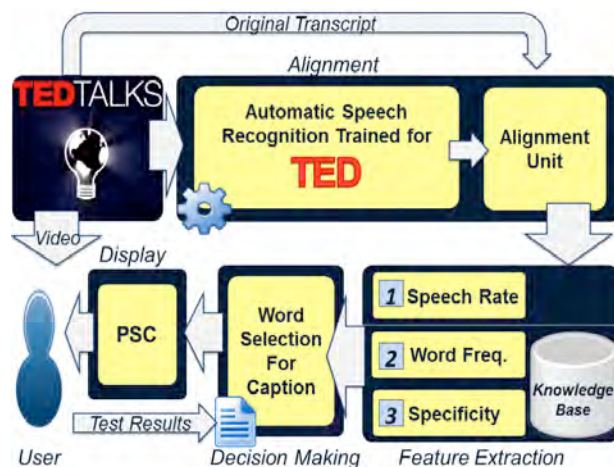 Original Transcript
Alignment
TEDTALKS
Automatic Speech
Recognition Trained for
TED
Alignment
Unit
Video
Display
PSC
Word
Selection
For
Caption
1 Speech Rate
2 Word Freq.
3 Specificity
Knowledge
Base
Test Results
User
Decision Making
Feature Extraction